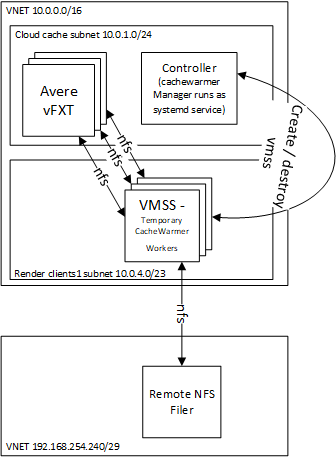 VNET 10.0.0.0/16
Cloud cache subnet 10.0.1.0/24
Avere
vFXT
Controller
(cachewarmer
Manager runs as
systemd service)
Create / destroy
vmss
nfs
nfs
nfs
VMSS -
Temporary
CacheWarmer
Workers
Render clients1 subnet 10.0.4.0/23
nfs
Remote NFS
Filer
VNET 192.168.254.240/29